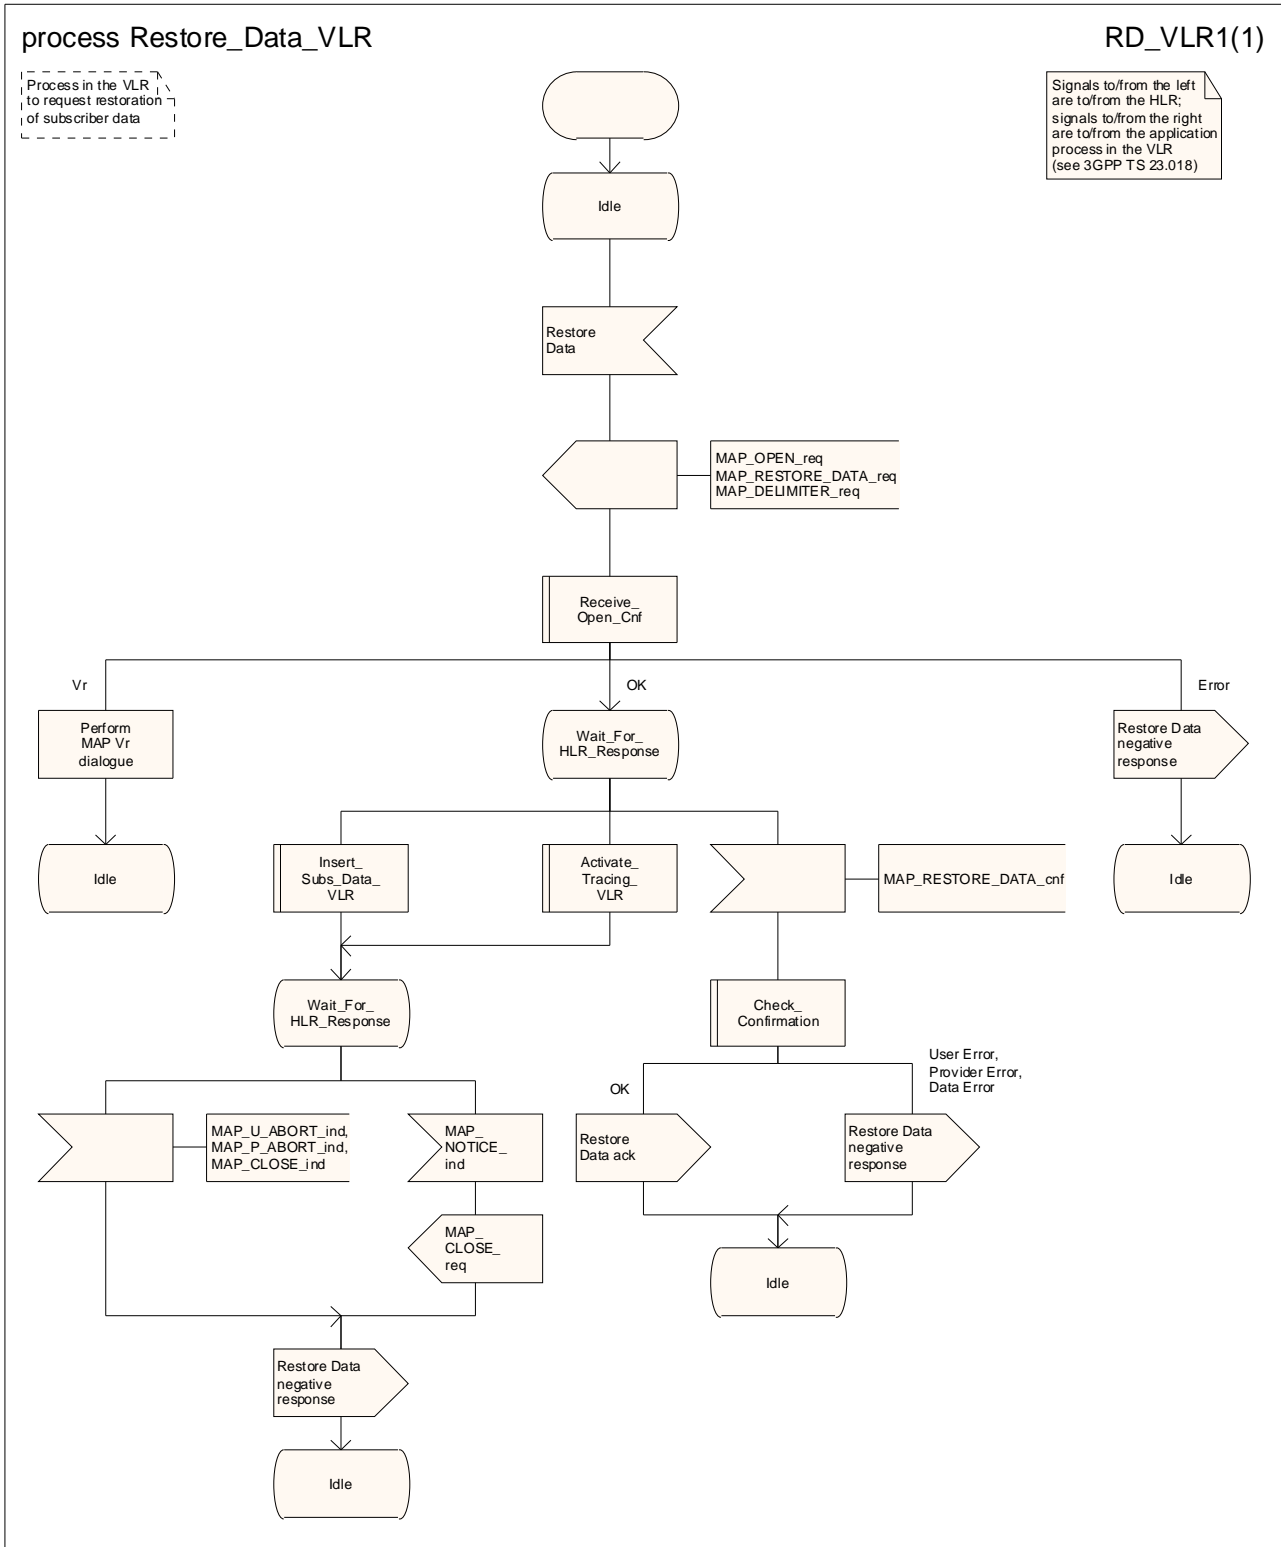 process Restore_Data_VLR
RD_VLR1(1)
Process in the VLR
to request restoration
of subscriber data
Signals to/from the left
are to/from the HLR;
signals to/from the right
are to/from the application
process in the VLR
(see 3GPP TS 23.018)
Idle
Restore
Data
MAP_OPEN_req
MAP_RESTORE_DATA_req
MAP_DELIMITER_req
Receive_
Open_Cnf
Vr
OK
Error
Perform
MAP Vr
dialogue
Wait_For_
HLR_Response
Restore Data
negative
response
Idle
Insert_
Subs_Data_
VLR
Activate_
Tracing_
VLR
MAP_RESTORE_DATA_cnf
Idle
Wait_For_
HLR_Response
Check_
Confirmation
OK
User Error,
Provider Error,
Data Error
MAP_U_ABORT_ind,
MAP_P_ABORT_ind,
MAP_CLOSE_ind
MAP_
NOTICE_
ind
Restore
Data ack
Restore Data
negative
response
MAP_
CLOSE_
req
Idle
Restore Data
negative
response
Idle